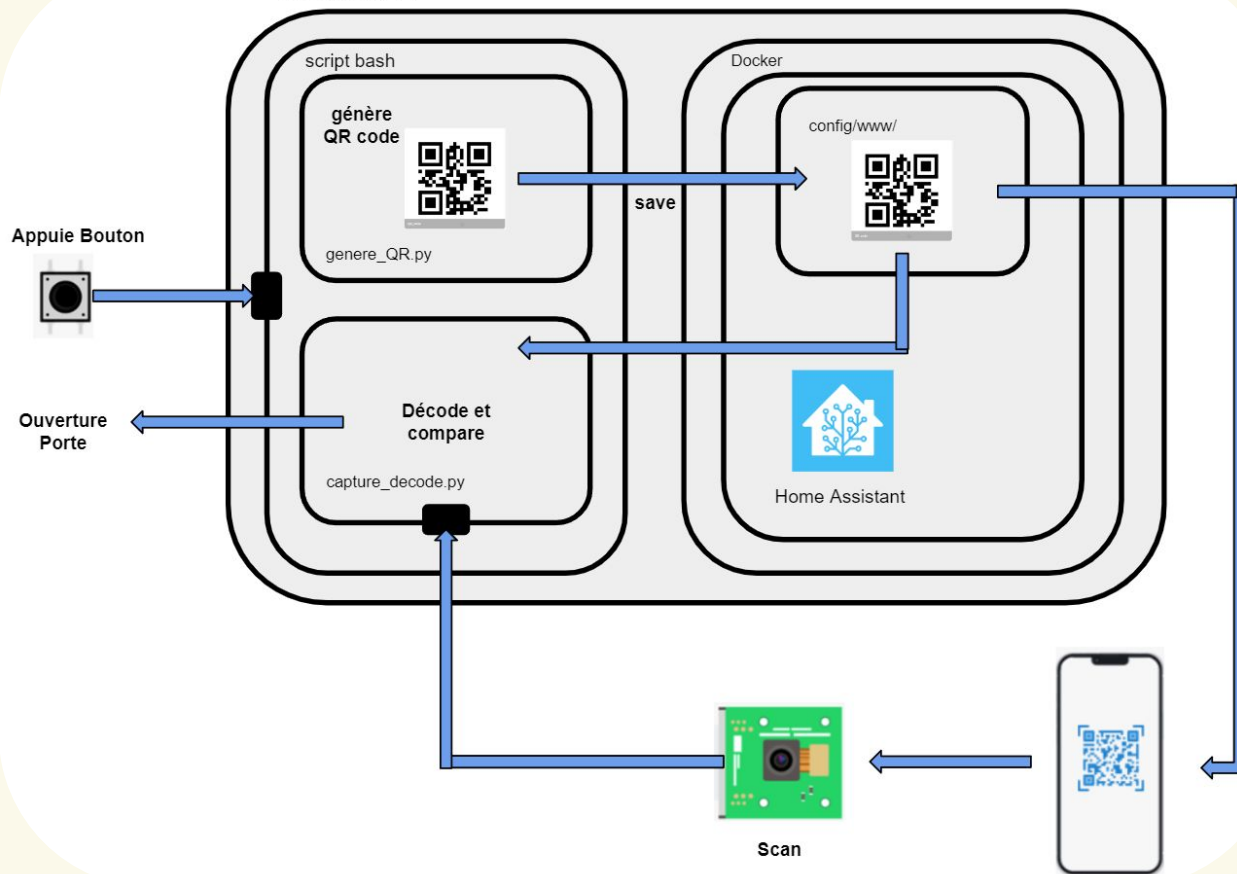 script bash
Docker
génère
QR code
config/www/
save
genere_QR.py
Appuie Bouton
Ouverture
Porte
Décode et
compare
capture_decode.py
Home Assistant
Scan